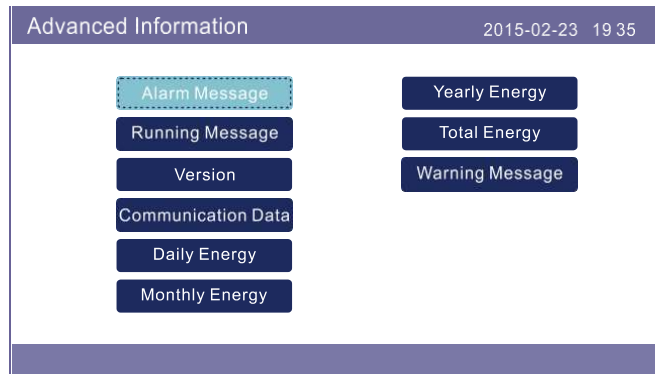 Advanced Information
2015-02-23 19 35
Alarm Message
Running Message
Version
Communication Data
Daily Energy
Monthly Energy
Yearly Energy
Total Energy
Warning Message